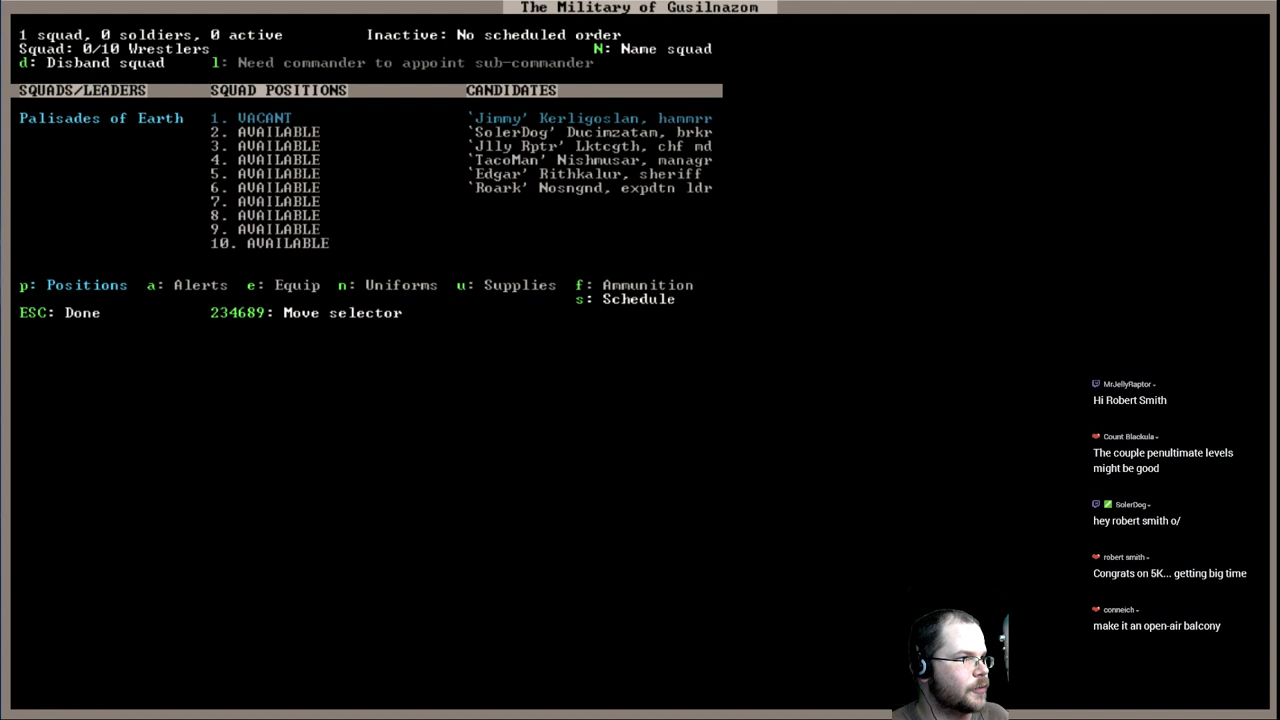 The Military of Gusilnazom
1 squad, 0 soldiers, 0 active Inactive: No scheduled order
Squad: 0/10 Wrestlers N: Name squad
d: Disband squad l: Need commander to appoint sub-commander
SQUADS/LEADERS SQUAD POSITIONS CANDIDATES
Palisades of Earth 1. VACANT `Jimmy' Kerligoslan, hammrr
2. AVAILABLE `SolerDog' Ducimzatam, brkr
3. AVAILABLE `Jlly Rptr' Lktcgth, chf md
4. AVAILABLE `TacoMan' Nishmusar, managr
5. AVAILABLE `Edgar' Rithkalur, sheriff
6. AVAILABLE `Roark' Nosngnd, expdtn ldr
7. AVAILABLE
8. AVAILABLE
9. AVAILABLE
10. AVAILABLE
p: Positions a: Alerts e: Equip n: Uniforms u: Supplies f: Ammunition
s: Schedule
ESC: Done 234689: Move selector
MrJellyRaptor
Hi Robert Smith
Count Blackula
The couple penultimate levels
might be good
SolerDog
hey robert smith o/
robert smith
Congrats on 5K... getting big time
conneich
make it an open-air balcony